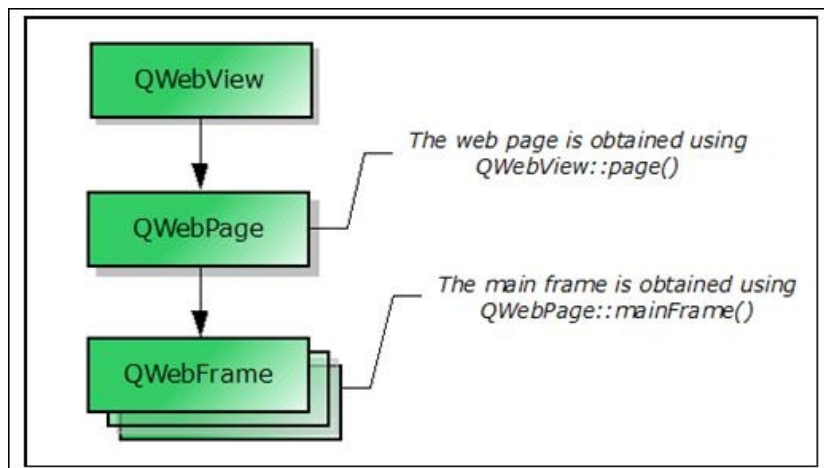 QWebView
The web page is obtained using
QWebView::page()
QWebPage
The main frame is obtained using
QWebPage::mainFrame()
QWebFrame